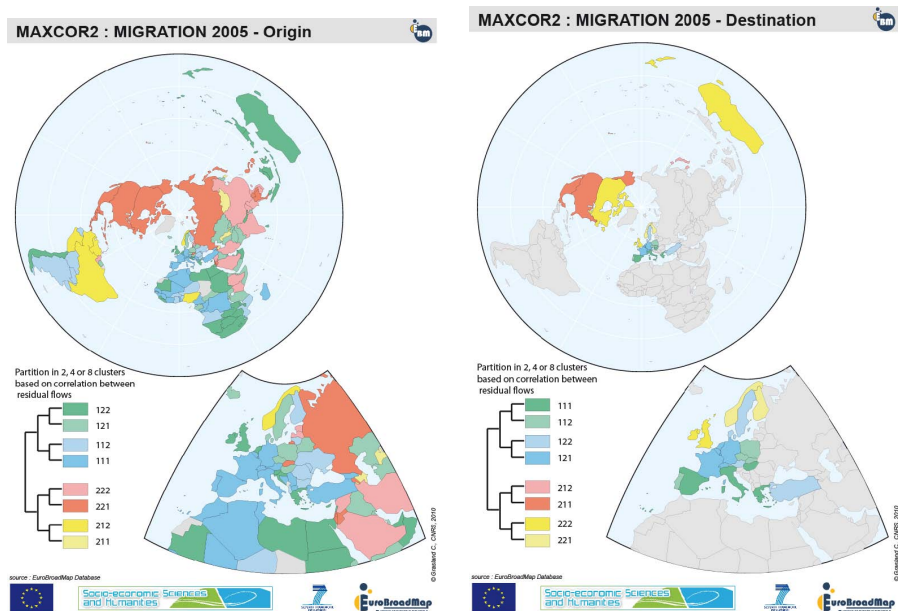 MAXCOR2 : MIGRATION 2005 - Origin
BM
Partition in 2, 4 or 8 clusters
based on correlation between
residual flows
122
121
112
111
222
221
212
211
© Grasland C., CNRS, 2010
source : EuroBroadMap Database
Socio-economic Sciences
and Humanities
EuroBroadMap
MAXCOR2 : MIGRATION 2005 - Destination
BM
Partition in 2, 4 or 8 clusters
based on correlation between
residual flows
111
112
122
121
212
211
222
221
© Grasland C., CNRS, 2010
source : EuroBroadMap Database
Socio-economic Sciences
and Humanities
EuroBroadMap